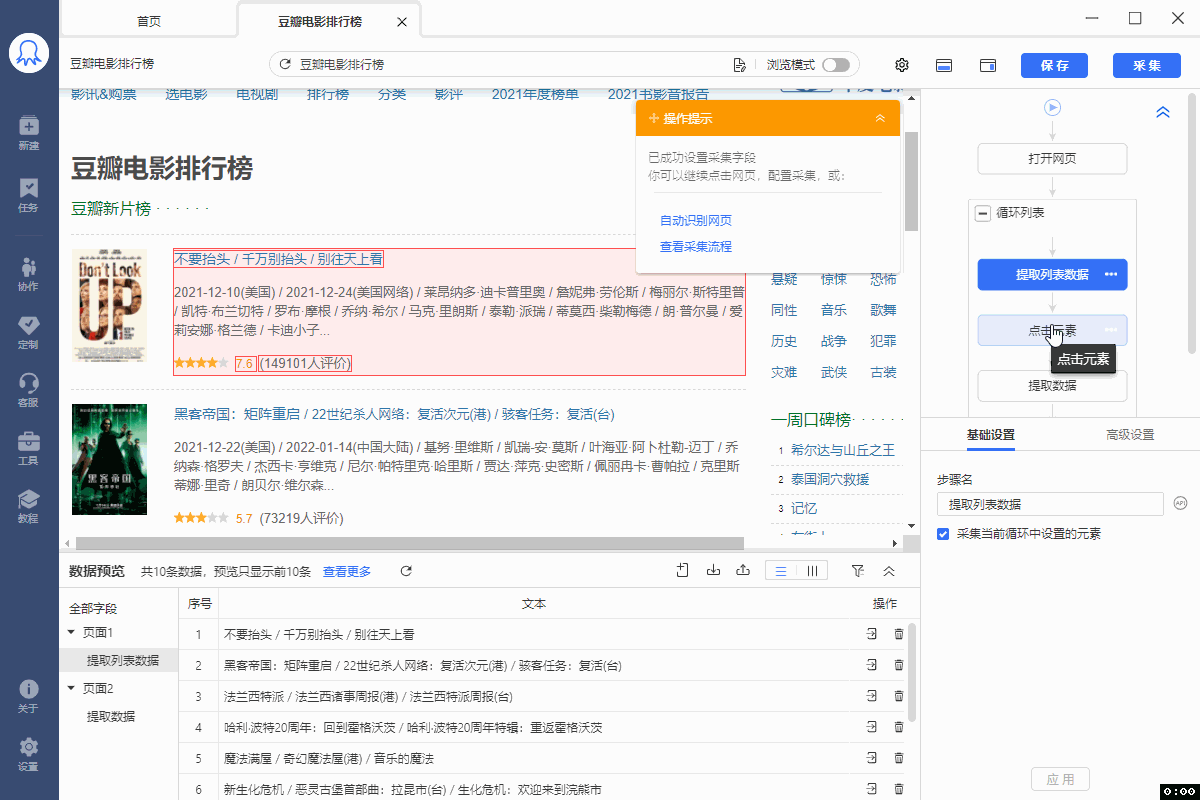 首页
豆瓣电影排行榜
豆瓣电影排行榜
豆瓣电影排行榜
浏览模式
保存
采集
新建
任务
协作
定制
客服
工具
教程
关于
设置
影讯&购票 选电影 电视剧 排行榜 分类 影评 2021年度榜单 2021书影音报告
豆瓣电影排行榜
豆瓣新片榜 · · · · · ·
操作提示
已成功设置采集字段
你可以继续点击网页，配置采集，或：
自动识别网页
查看采集流程
Don't Look
UP
不要抬头 / 千万别抬头 / 别往天上看
2021-12-10(美国) / 2021-12-24(美国网络) / 莱昂纳多·迪卡普里奥 / 詹妮弗·劳伦斯 / 梅丽尔·斯特里普
/ 凯特·布兰切特 / 罗布·摩根 / 乔纳·希尔 / 马克·里朗斯 / 泰勒·派瑞 / 蒂莫西·柴勒梅德 / 朗·普尔曼 / 爱
莉安娜·格兰德 / 卡迪小子...
7.6 (149101人评价)
黑客帝国
黑客帝国：矩阵重启 / 22世纪杀人网络：复活次元(港) / 骇客任务：复活(台)
2021-12-22(美国) / 2022-01-14(中国大陆) / 基努·里维斯 / 凯瑞-安·莫斯 / 叶海亚·阿卜杜勒-迈丁 / 乔
纳森·格罗夫 / 杰西卡·亨维克 / 尼尔·帕特里克·哈里斯 / 贾达·萍克·史密斯 / 佩丽冉卡·曹帕拉 / 克里斯
蒂娜·里奇 / 朗贝尔·维尔森...
5.7 (73219人评价)
悬疑 惊悚 恐怖
同性 音乐 歌舞
历史 战争 犯罪
灾难 武侠 古装
一周口碑榜 · · · · · ·
1 希尔达与山丘之王
2 泰国洞穴救援
3 记忆
打开网页
循环列表
提取列表数据
点击元素
点击元素
提取数据
基础设置
高级设置
步骤名
提取列表数据
API
采集当前循环中设置的元素
应用
数据预览 共10条数据，预览只显示前10条 查看更多
全部字段
页面1
提取列表数据
页面2
提取数据
序号 文本 操作
1 不要抬头 / 千万别抬头 / 别往天上看
2 黑客帝国：矩阵重启 / 22世纪杀人网络：复活次元(港) / 骇客任务：复活(台)
3 法兰西特派 / 法兰西诸事周报(港) / 法兰西特派周报(台)
4 哈利·波特20周年：回到霍格沃茨 / 哈利·波特20周年特辑：重返霍格沃茨
5 魔法满屋 / 奇幻魔法屋(港) / 音乐的魔法
6 新生化危机 / 恶灵古堡首部曲：拉昆市(台) / 生化危机：欢迎来到浣熊市
0:00